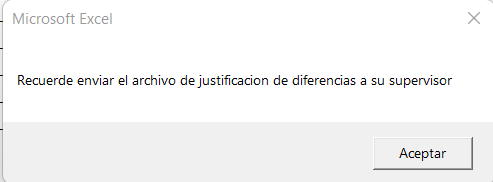 Microsoft Excel
Recuerde enviar el archivo de justificacion de diferencias a su supervisor
Aceptar